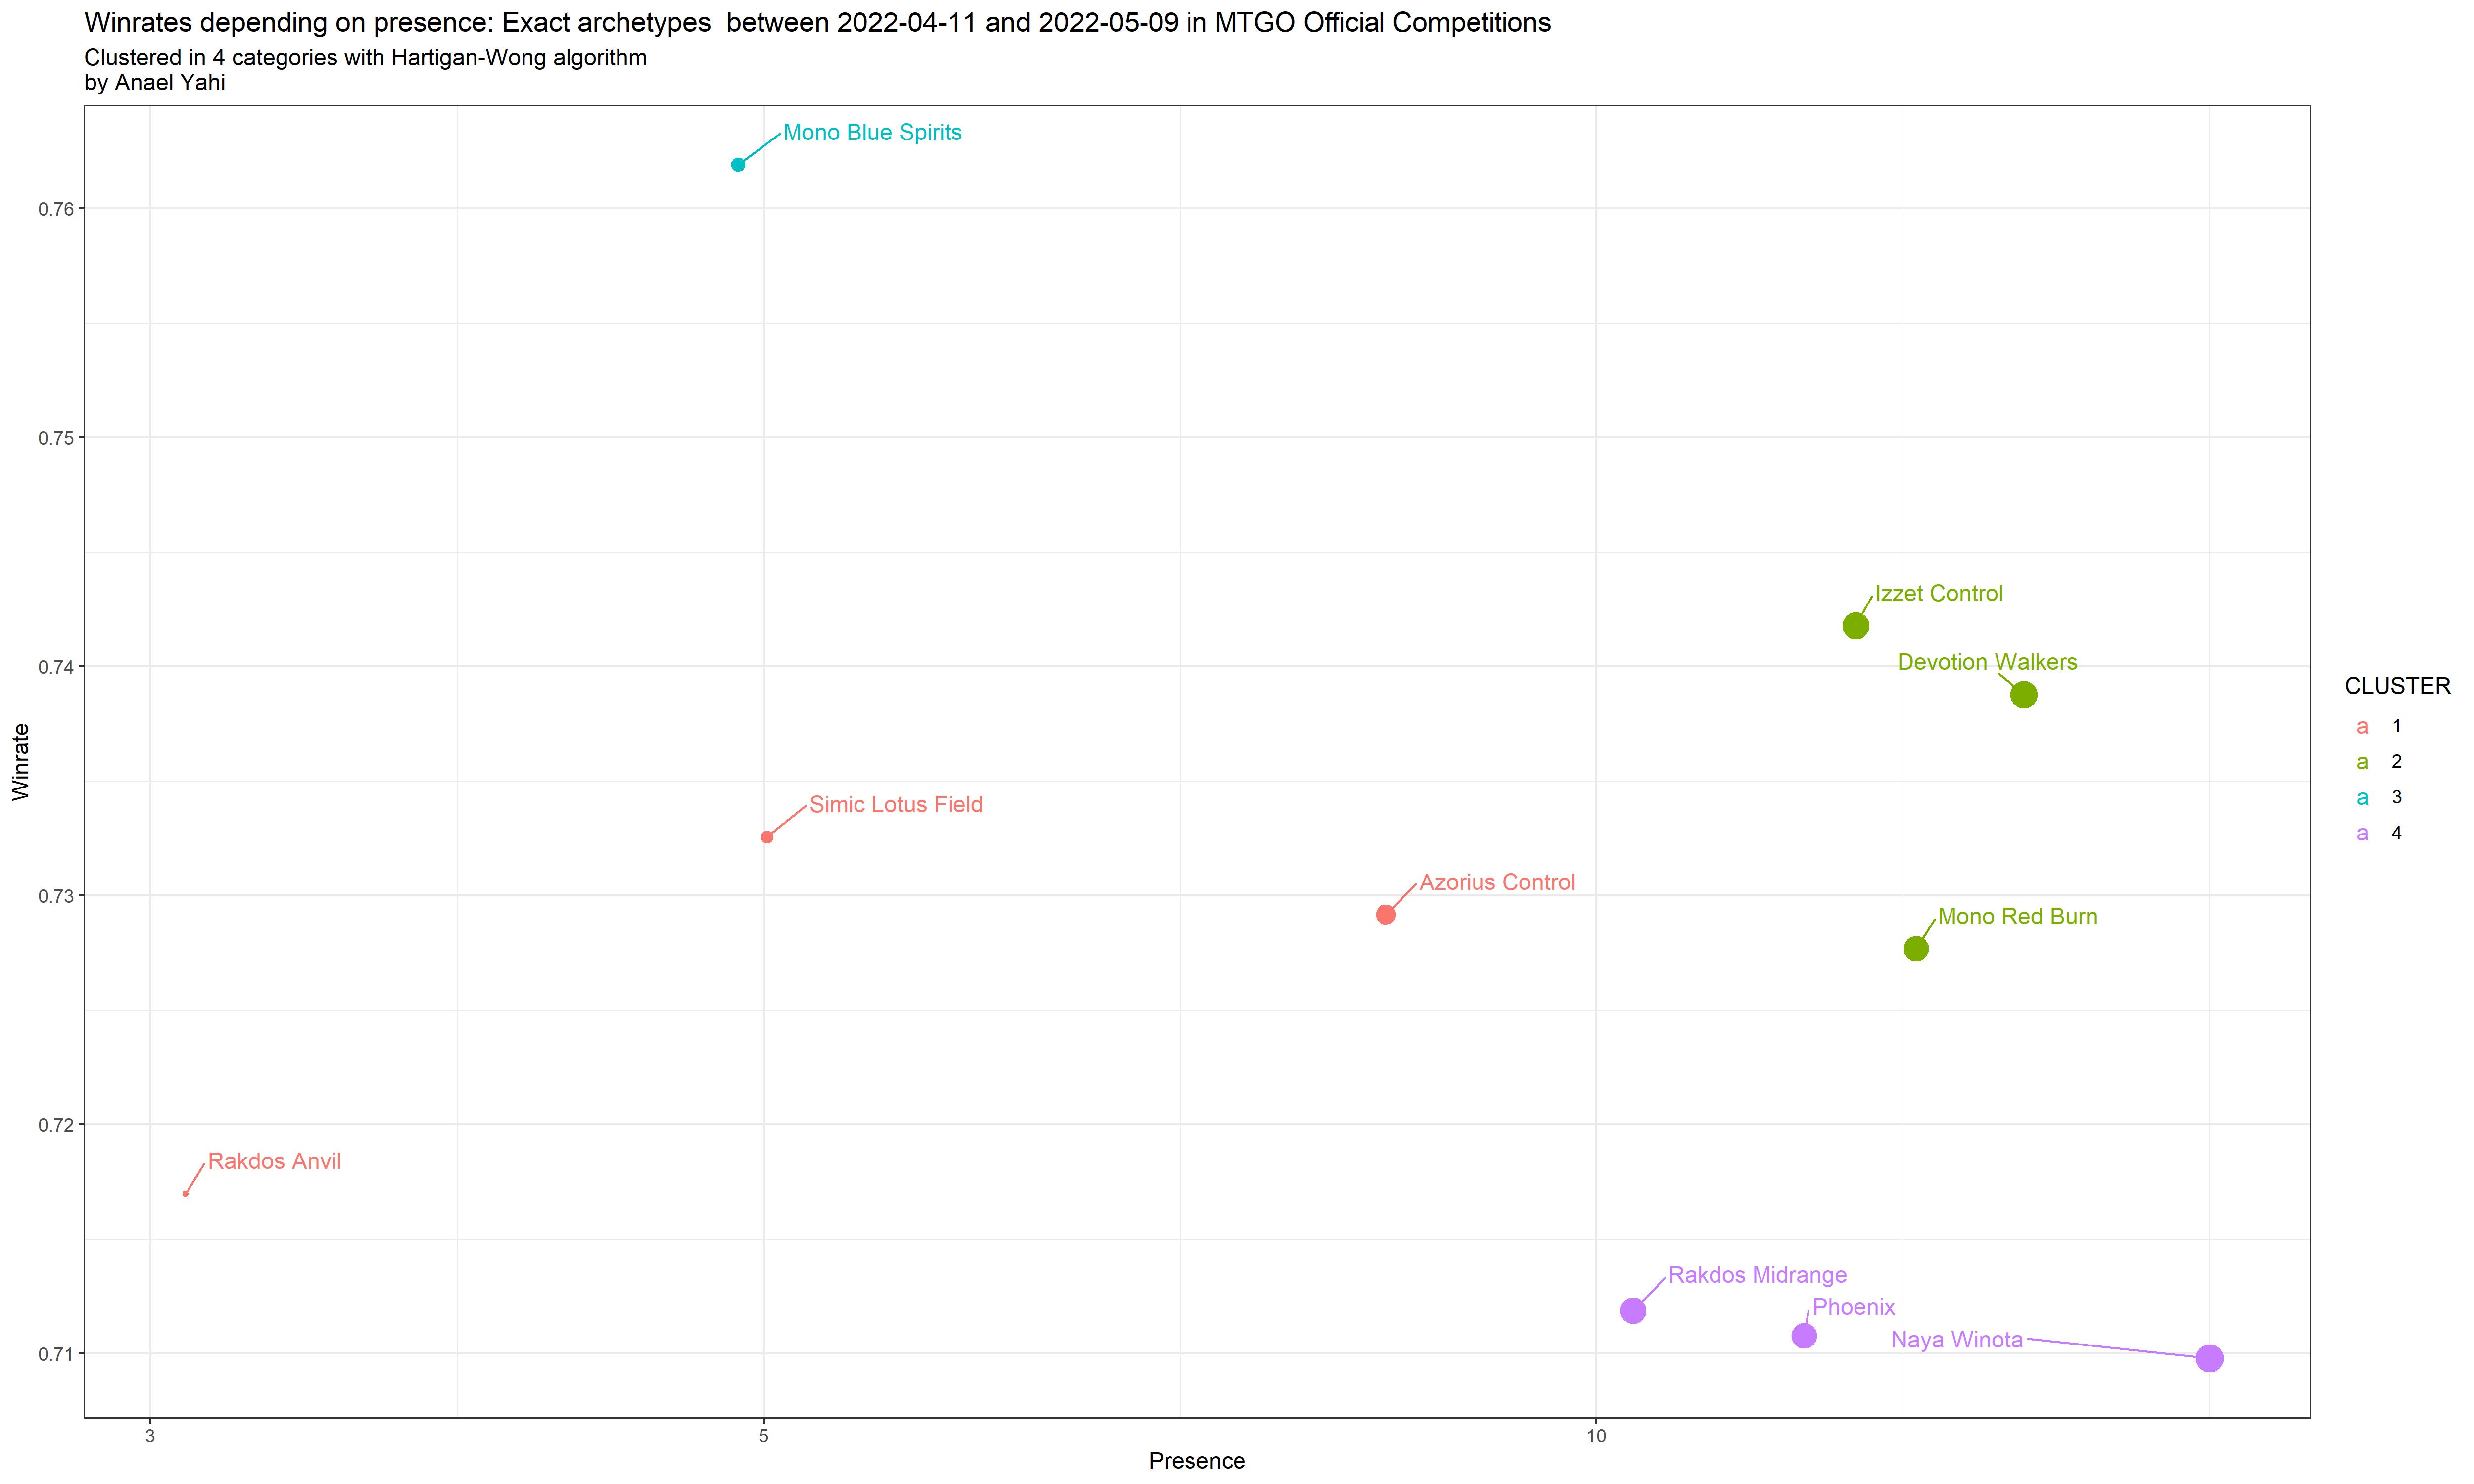 Winrates depending on presence: Exact archetypes  between 2022-04-11 and 2022-05-09 in MTGO Official Competitions
Clustered in 4 categories with Hartigan-Wong algorithm
by Anael Yahi
Mono Blue Spirits
0.76
0.75
Izzet Control
Devotion Walkers
0.74
CLUSTER
a 1
a 2
a 3
a 4
Winrate
Simic Lotus Field
Azorius Control
0.73
Mono Red Burn
0.72
Rakdos Anvil
Rakdos Midrange
Phoenix
Naya Winota
0.71
3 5 10
Presence